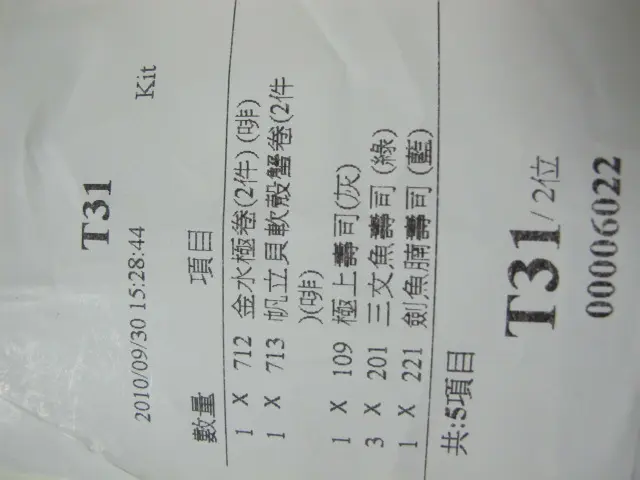 T31
2010/09/30 15:28:44 Kit
數量 項目
1 X 712 金水極卷(2件) (啡)
1 X 713 帆立貝軟殼蟹卷(2件
)(啡)
1 X 109 極上壽司(灰)
3 X 201 三文魚壽司 (綠)
1 X 221 劍魚腩壽司 (藍)
共:5項目
T31/ 2位
00006022